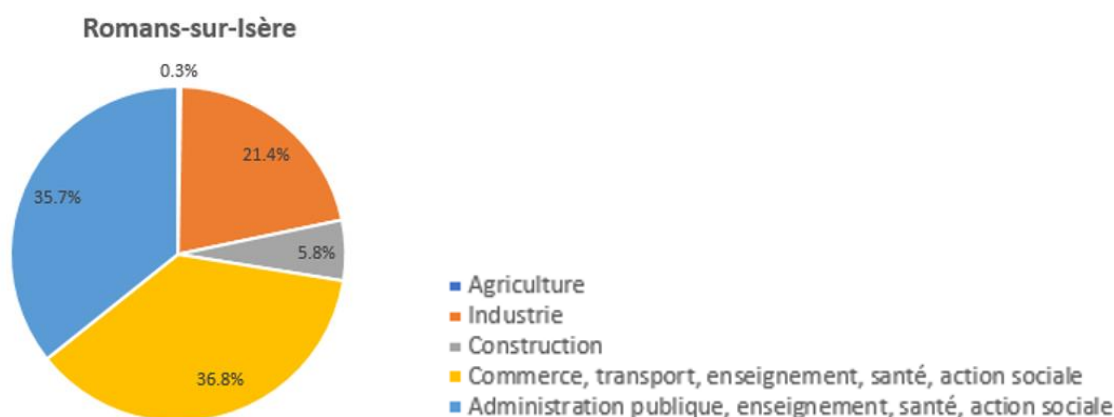 Romans-sur-Isère
0.3%
21.4%
35.7%
5.8%
36.8%
Agriculture
Industrie
Construction
Commerce, transport, enseignement, santé, action sociale
Administration publique, enseignement, santé, action sociale